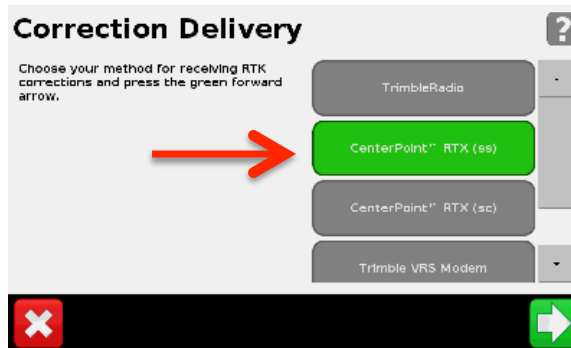 Correction Delivery
?
Choose your method for receiving RTK
corrections and press the green forward
arrow.
TrimbleRadio
CenterPoint™ RTX (ss)
CenterPoint™ RTX (sc)
Trimble VRS Modem